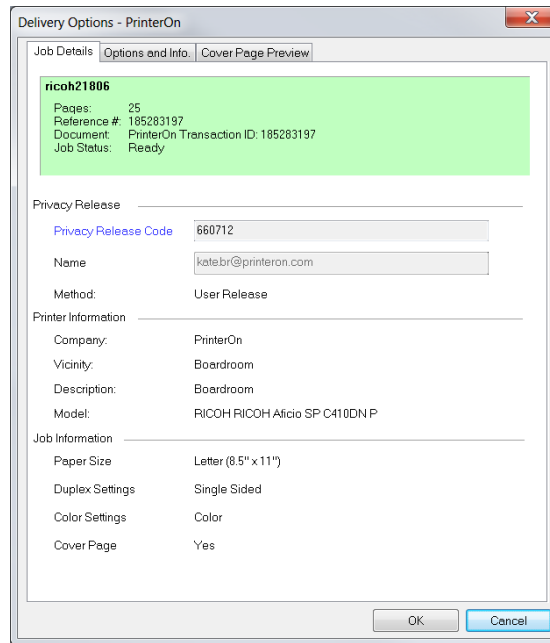 Delivery Options - PrinterOn
Job Details Options and Info. Cover Page Preview
ricoh21806
Pages: 25
Reference #: 185283197
Document: PrinterOn Transaction ID: 185283197
Job Status: Ready
Privacy Release
Privacy Release Code 660712
Name kate.br@printeron.com
Method: User Release
Printer Information
Company: PrinterOn
Vicinity: Boardroom
Description: Boardroom
Model: RICOH RICOH Aficio SP C410DN P
Job Information
Paper Size Letter (8.5" x 11")
Duplex Settings Single Sided
Color Settings Color
Cover Page Yes
OK Cancel